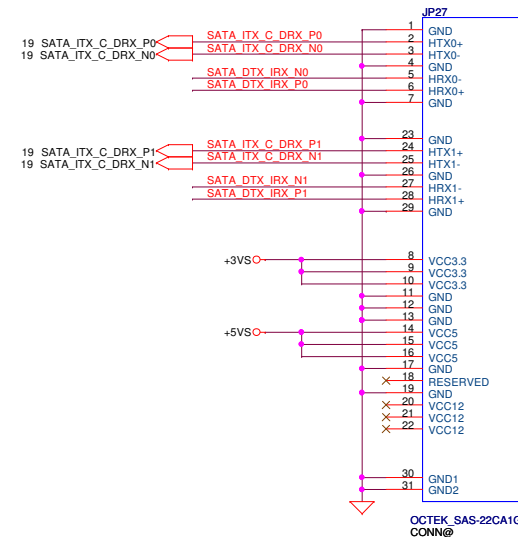 JP27
1 GND
SATA_ITX_C_DRX_P0
19 SATA_ITX_C_DRX_P0 2 HTX0+
SATA_ITX_C_DRX_N0
19 SATA_ITX_C_DRX_N0 3 HTX0-
4 GND
SATA_DTX_IRX_N0 5 HRX0-
SATA_DTX_IRX_P0 6 HRX0+
7 GND
23 GND
SATA_ITX_C_DRX_P1
19 SATA_ITX_C_DRX_P1 24 HTX1+
SATA_ITX_C_DRX_N1
19 SATA_ITX_C_DRX_N1 25 HTX1-
26 GND
SATA_DTX_IRX_N1 27 HRX1-
SATA_DTX_IRX_P1 28 HRX1+
29 GND
+3VS 8 VCC3.3
9 VCC3.3
10 VCC3.3
11 GND
12 GND
13 GND
+5VS 14 VCC5
15 VCC5
16 VCC5
17 GND
18 RESERVED
19 GND
20 VCC12
21 VCC12
22 VCC12
30 GND1
31 GND2
OCTEK_SAS-22CA1G
CONN@